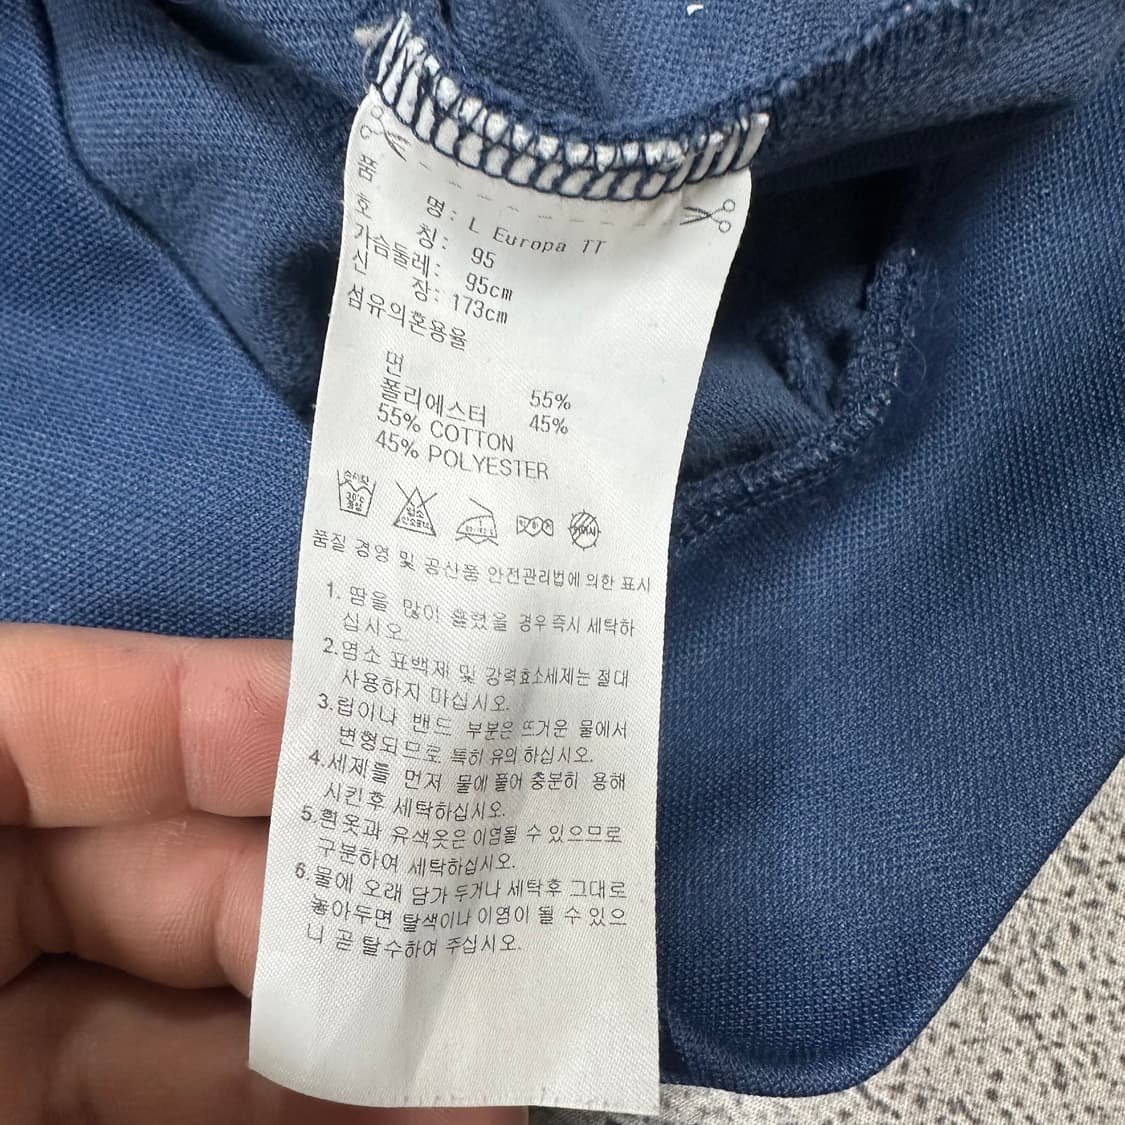 품 명: L Europa TT
호 칭: 95
가슴둘레: 95cm
신 장: 173cm
섬유의혼용율
면 55%
폴리에스터 45%
55% COTTON
45% POLYESTER
품질 경영 및 공산품 안전관리법에 의한 표시
1. 땀을 많이 흘렸을 경우 즉시 세탁하
십시오
2.염소 표백제 및 강력효소세제는 절대
사용하지 마십시오.
3.립이나 밴드 부분은 뜨거운 물에서
변형되므로 특히 유의 하십시오.
4.세제를 먼저 물에 풀어 충분히 용해
시킨후 세탁하십시오.
5.흰옷과 유색옷은 이염될 수 있으므로
구분하여 세탁하십시오.
6.물에 오래 담가 두거나 세탁후 그대로
놓아두면 탈색이나 이염이 될 수 있으
니 곧 탈수하여 주십시오.